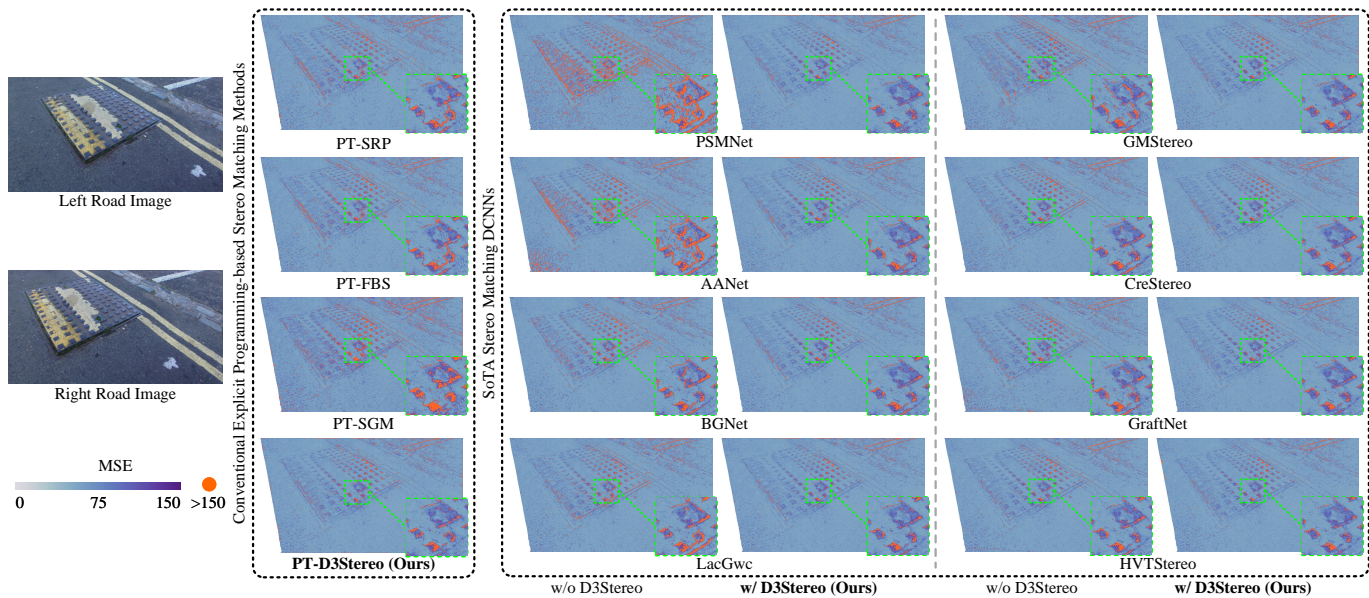 Left Road Image
Right Road Image
MSE
0 75 150 >150
Conventional Explicit Programming-based Stereo Matching Methods
PT-SRP
PT-FBS
PT-SGM
PT-D3Stereo (Ours)
SoTA Stereo Matching DCNNs
PSMNet
AANet
BGNet
LacGwc
GMStereo
CreStereo
GraftNet
HVTStereo
w/o D3Stereo w/ D3Stereo (Ours) w/o D3Stereo w/ D3Stereo (Ours)